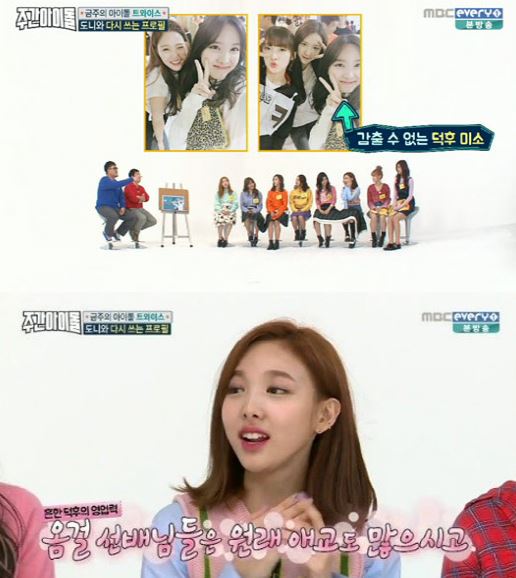 주간아이돌
금주의 아이돌 트와이스
도니와 다시 쓰는 프로필
MBC every1
본방송
감출 수 없는 덕후 미소
주간아이돌
금주의 아이돌 트와이스
도니와 다시 쓰는 프로필
MBC every1
본방송
흔한 덕후의 영업력
옴걸 선배님들은 원래 애교도 많으시고